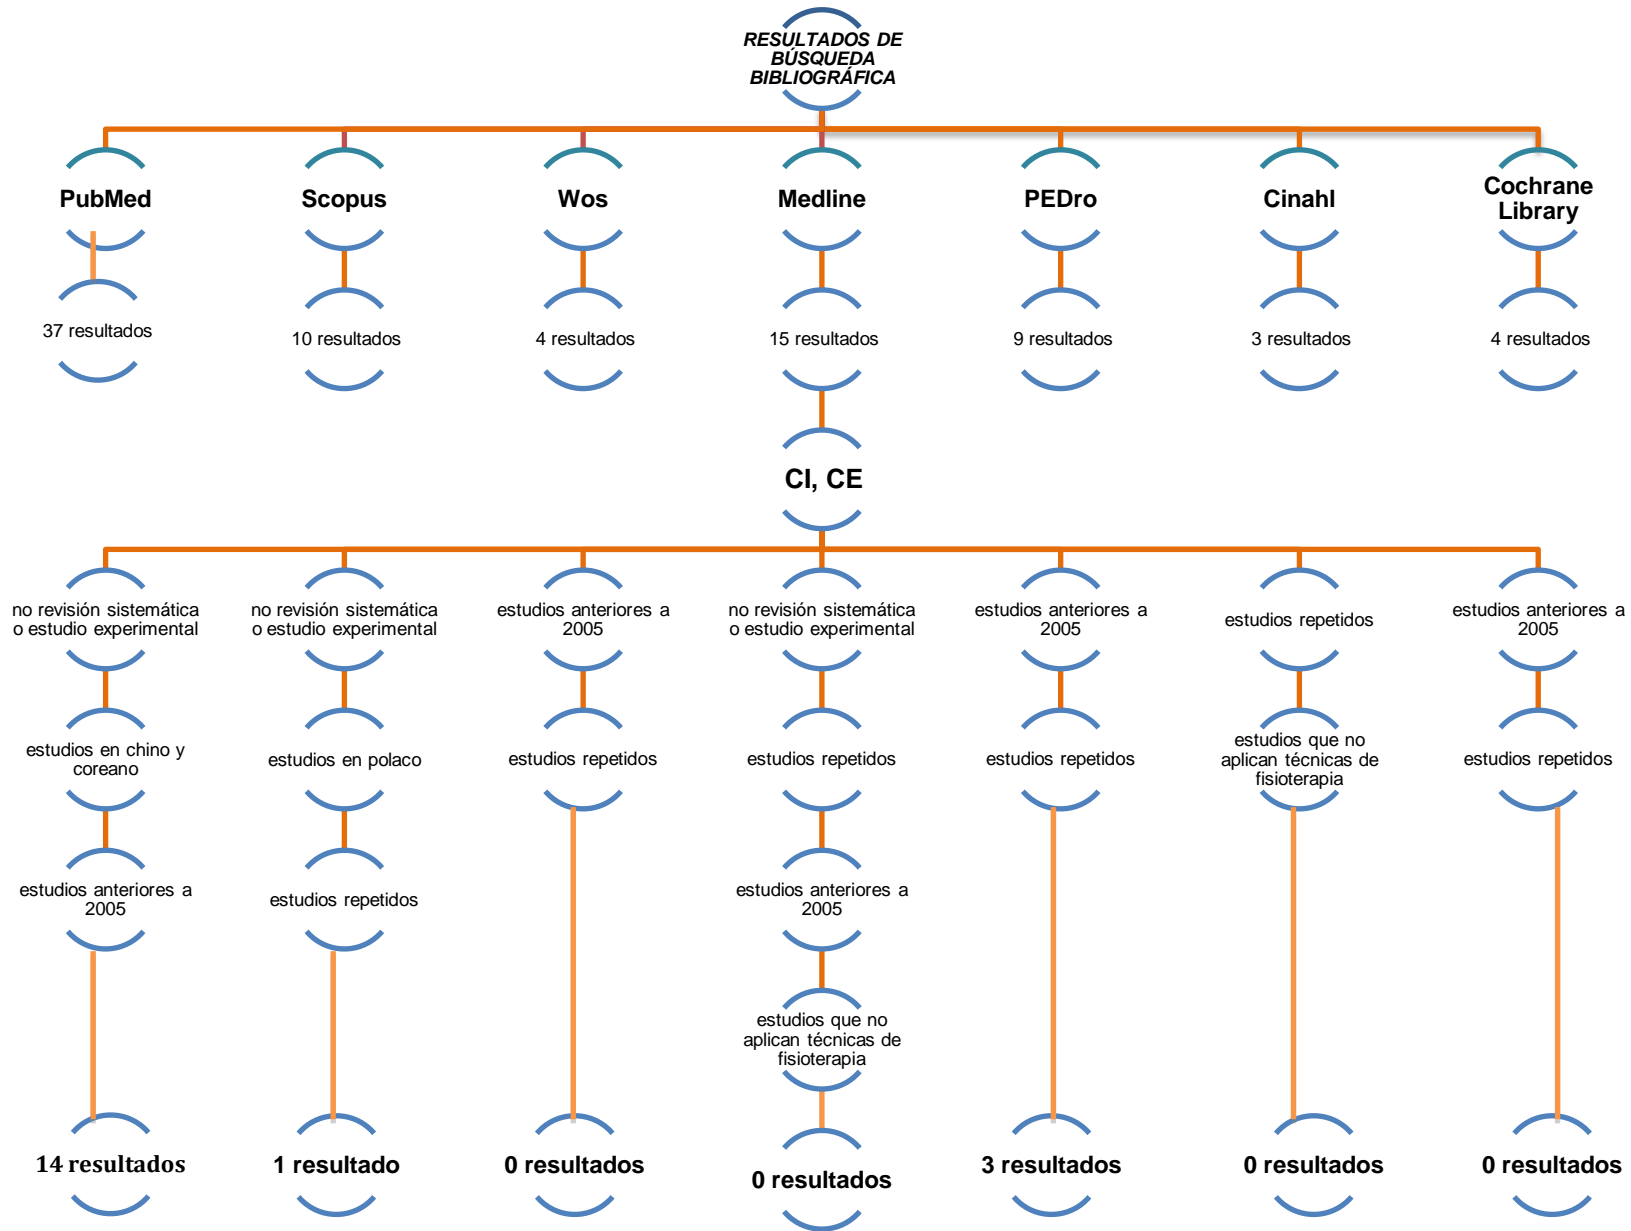 RESULTADOS DE
BÚSQUEDA
BIBLIOGRÁFICA
PubMed
Scopus
Wos
Medline
PEDro
Cinahl
Cochrane
Library
37 resultados
10 resultados
4 resultados
15 resultados
9 resultados
3 resultados
4 resultados
CI, CE
no revisión sistemática
o estudio experimental
no revisión sistemática
o estudio experimental
estudios anteriores a
2005
no revisión sistemática
o estudio experimental
estudios anteriores a
2005
estudios repetidos
estudios anteriores a
2005
estudios en chino y
coreano
estudios en polaco
estudios repetidos
estudios repetidos
estudios repetidos
estudios que no
aplican técnicas de
fisioterapia
estudios repetidos
estudios anteriores a
2005
estudios repetidos
estudios anteriores a
2005
estudios que no
aplican técnicas de
fisioterapia
14 resultados
1 resultado
0 resultados
0 resultados
3 resultados
0 resultados
0 resultados